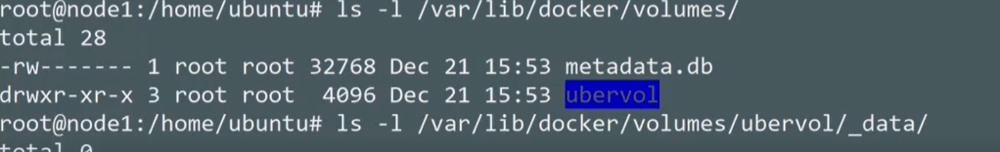 root@node1:/home/ubuntu# ls -l /var/lib/docker/volumes/
total 28
-rw------- 1 root root 32768 Dec 21 15:53 metadata.db
drwxr-xr-x 3 root root  4096 Dec 21 15:53 ubervol
root@node1:/home/ubuntu# ls -l /var/lib/docker/volumes/ubervol/_data/
total 0